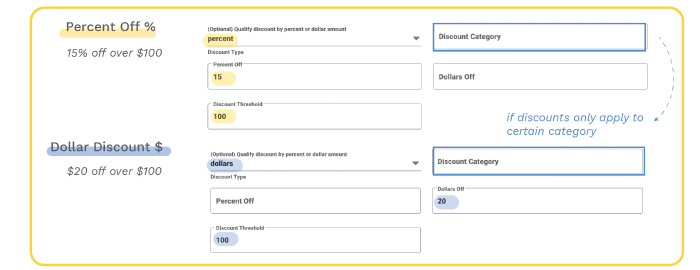 Percent Off %
15% off over $100
(Optional) Qualify discount by percent or dollar amount
percent
Discount Type
Discount Category
Percent Off
15
Dollars Off
Discount Threshold
100
if discounts only apply to
certain category
Dollar Discount $
$20 off over $100
(Optional) Qualify discount by percent or dollar amount
dollars
Discount Type
Discount Category
Percent Off
Dollars Off
20
Discount Threshold
100